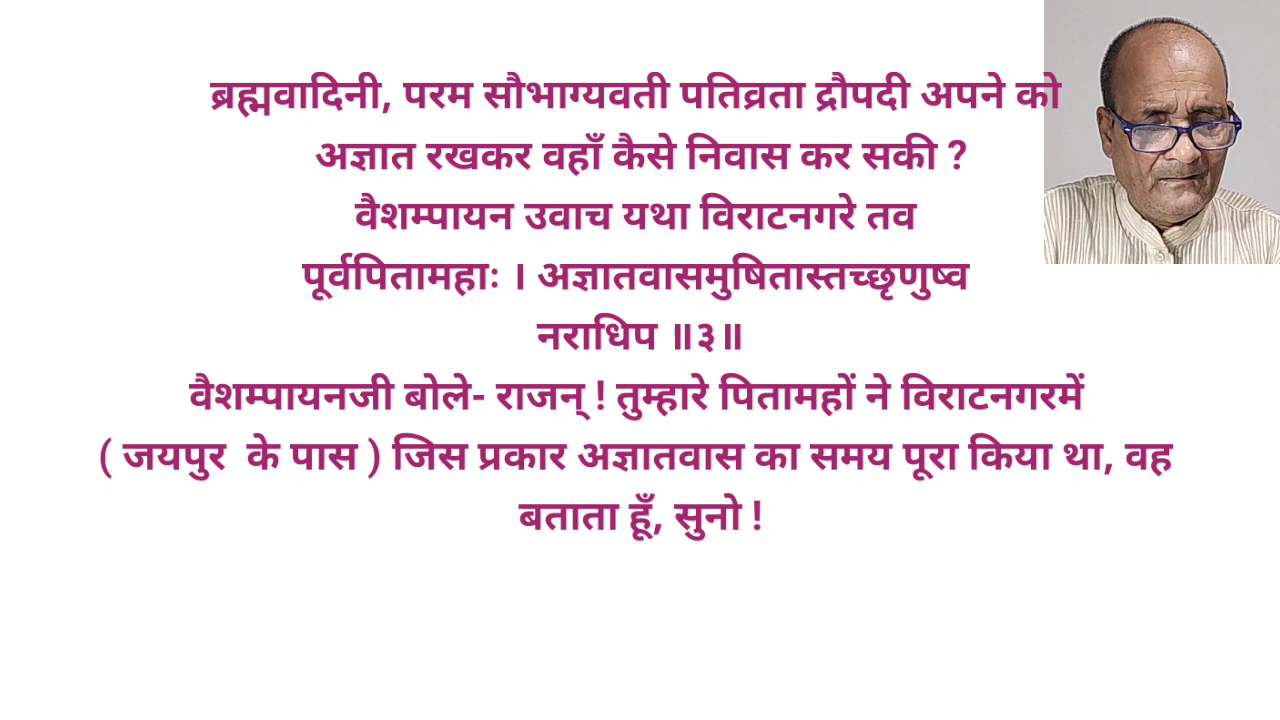 ब्रह्मवादिनी, परम सौभाग्यवती पतिव्रता द्रौपदी अपने को
अज्ञात रखकर वहाँ कैसे निवास कर सकी ?
वैशम्पायन उवाच यथा विराटनगरे तव
पूर्वपितामहाः । अज्ञातवासमुषितास्तच्छृणुष्व
नराधिप ॥३॥
वैशम्पायनजी बोले- राजन् ! तुम्हारे पितामहों ने विराटनगरमें
( जयपुर  के पास ) जिस प्रकार अज्ञातवास का समय पूरा किया था, वह
बताता हूँ, सुनो !